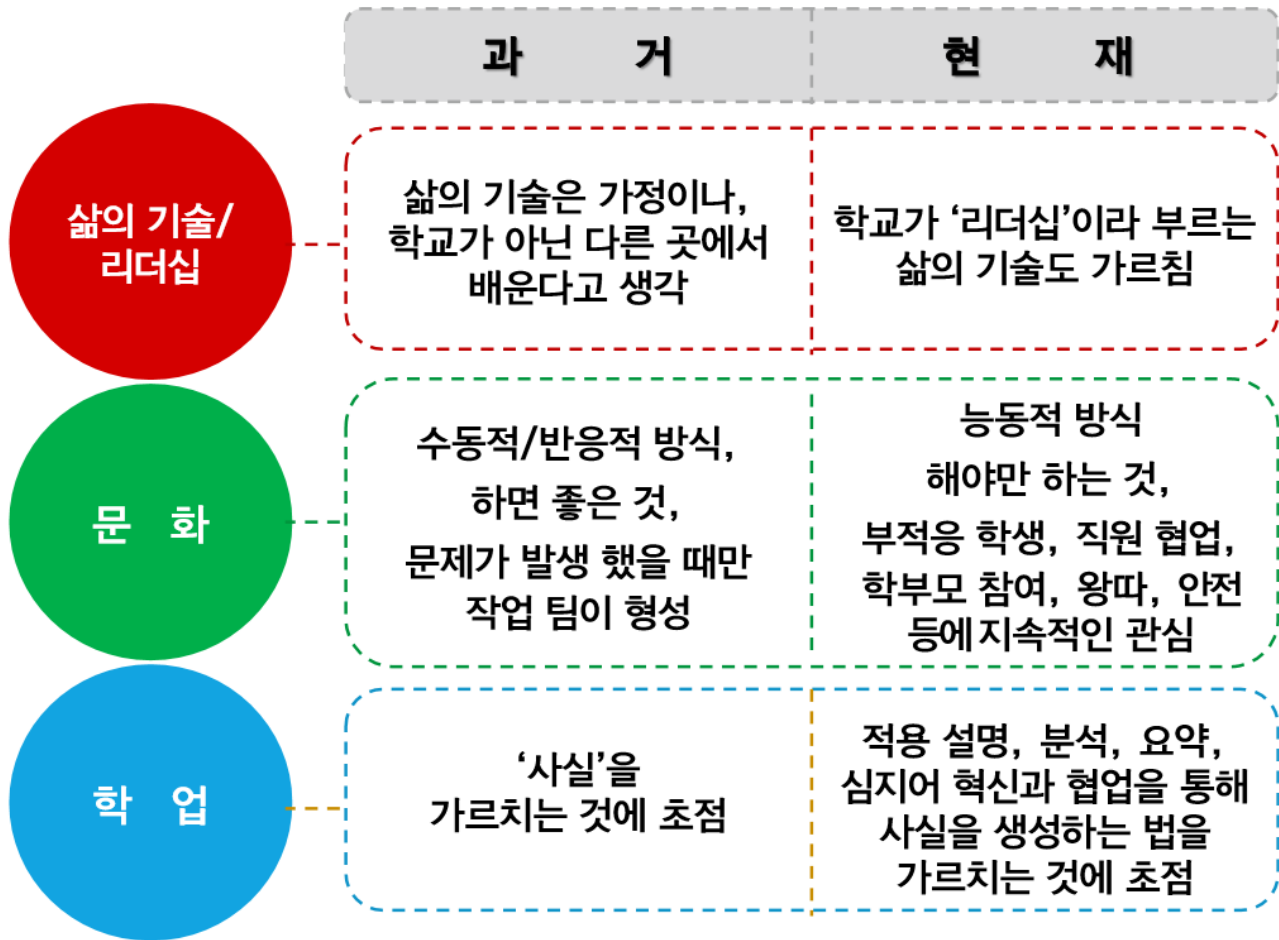 과 거
현 재
삶의 기술/
리더십
삶의 기술은 가정이나,
학교가 아닌 다른 곳에서
배운다고 생각
학교가 ‘리더십’이라 부르는
삶의 기술도 가르침
문 화
수동적/반응적 방식,
하면 좋은 것,
문제가 발생 했을 때만
작업 팀이 형성
능동적 방식
해야만 하는 것,
부적응 학생, 직원 협업,
학부모 참여, 왕따, 안전
등에 지속적인 관심
학 업
‘사실’을
가르치는 것에 초점
적용 설명, 분석, 요약,
심지어 혁신과 협업을 통해
사실을 생성하는 법을
가르치는 것에 초점